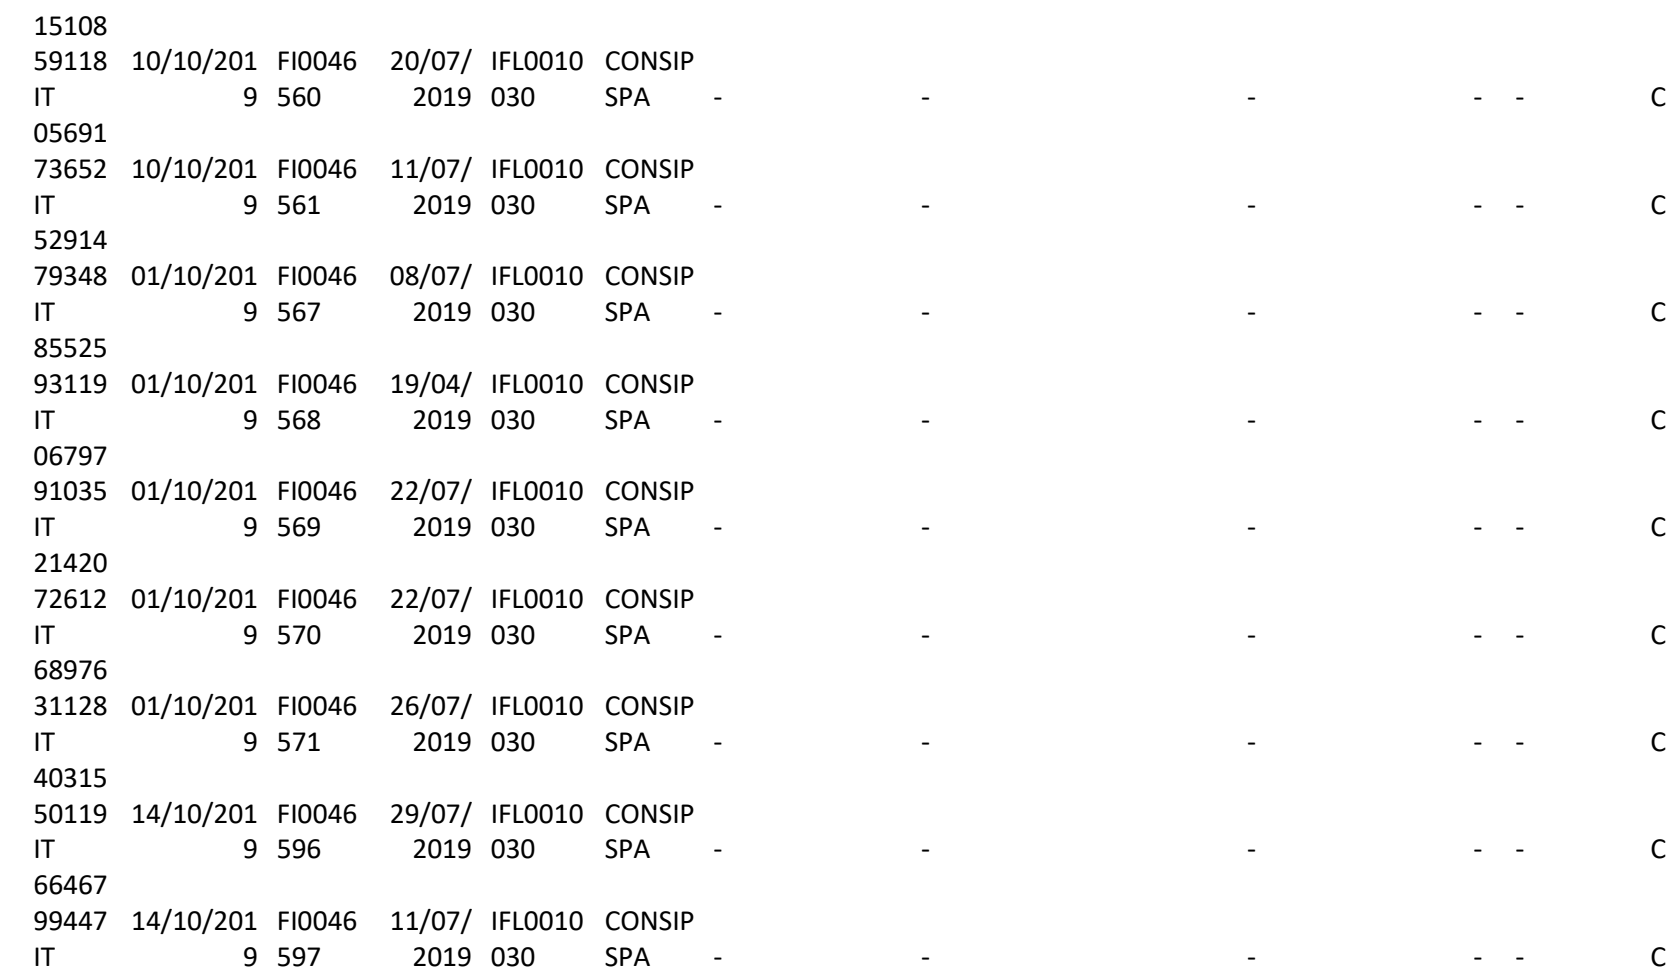 15108
59118 10/10/201 FI0046 20/07/ IFL0010 CONSIP
IT 9 560 2019 030 SPA - - - - - C
05691
73652 10/10/201 FI0046 11/07/ IFL0010 CONSIP
IT 9 561 2019 030 SPA - - - - - C
52914
79348 01/10/201 FI0046 08/07/ IFL0010 CONSIP
IT 9 567 2019 030 SPA - - - - - C
85525
93119 01/10/201 FI0046 19/04/ IFL0010 CONSIP
IT 9 568 2019 030 SPA - - - - - C
06797
91035 01/10/201 FI0046 22/07/ IFL0010 CONSIP
IT 9 569 2019 030 SPA - - - - - C
21420
72612 01/10/201 FI0046 22/07/ IFL0010 CONSIP
IT 9 570 2019 030 SPA - - - - - C
68976
31128 01/10/201 FI0046 26/07/ IFL0010 CONSIP
IT 9 571 2019 030 SPA - - - - - C
40315
50119 14/10/201 FI0046 29/07/ IFL0010 CONSIP
IT 9 596 2019 030 SPA - - - - - C
66467
99447 14/10/201 FI0046 11/07/ IFL0010 CONSIP
IT 9 597 2019 030 SPA - - - - - C